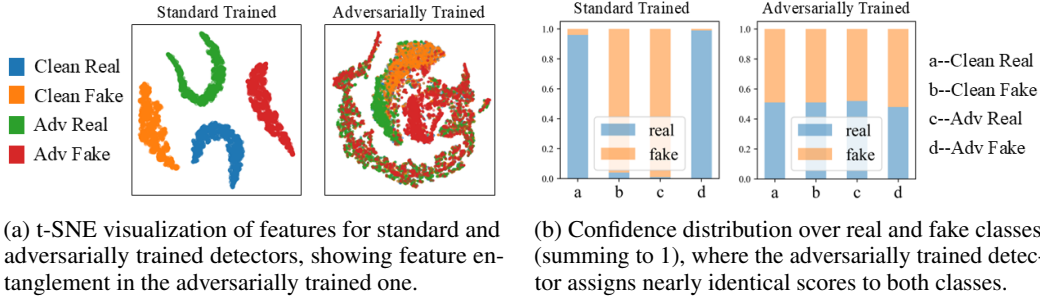 Standard Trained
Adversarially Trained
Clean Real
Clean Fake
Adv Real
Adv Fake
(a) t-SNE visualization of features for standard and
adversarially trained detectors, showing feature en-
tanglement in the adversarially trained one.
Standard Trained
Adversarially Trained
1.0
0.8
0.6
0.4
0.2
0.0
a
b
c
d
real
fake
1.0
0.8
0.6
0.4
0.2
0.0
a
b
c
d
real
fake
a--Clean Real
b--Clean Fake
c--Adv Real
d--Adv Fake
(b) Confidence distribution over real and fake classes
(summing to 1), where the adversarially trained detec-
tor assigns nearly identical scores to both classes.